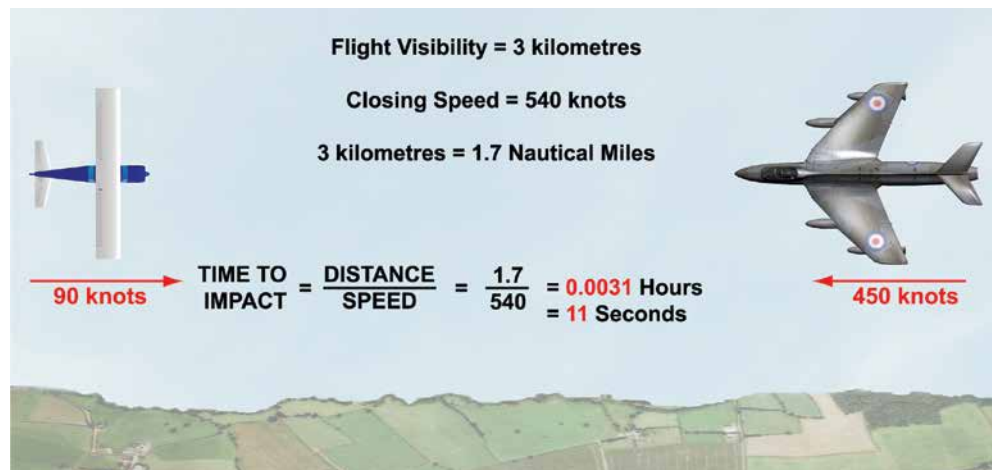 Flight Visibility = 3 kilometres
Closing Speed = 540 knots
3 kilometres = 1.7 Nautical Miles
TIME TO IMPACT = DISTANCE / SPEED = 1.7 / 540 = 0.0031 Hours
= 11 Seconds
90 knots
450 knots